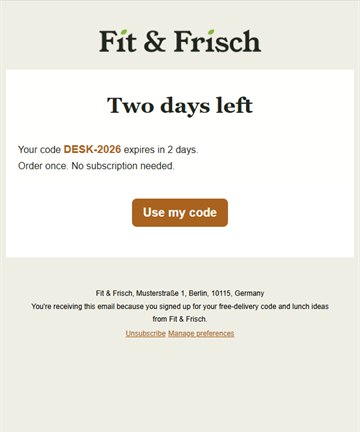 Fit & Frisch
Two days left
Your code DESK-2026 expires in 2 days.
Order once. No subscription needed.
Use my code
Fit & Frisch, Musterstraße 1, Berlin, 10115, Germany
You're receiving this email because you signed up for your free-delivery code and lunch ideas
from Fit & Frisch.
Unsubscribe Manage preferences